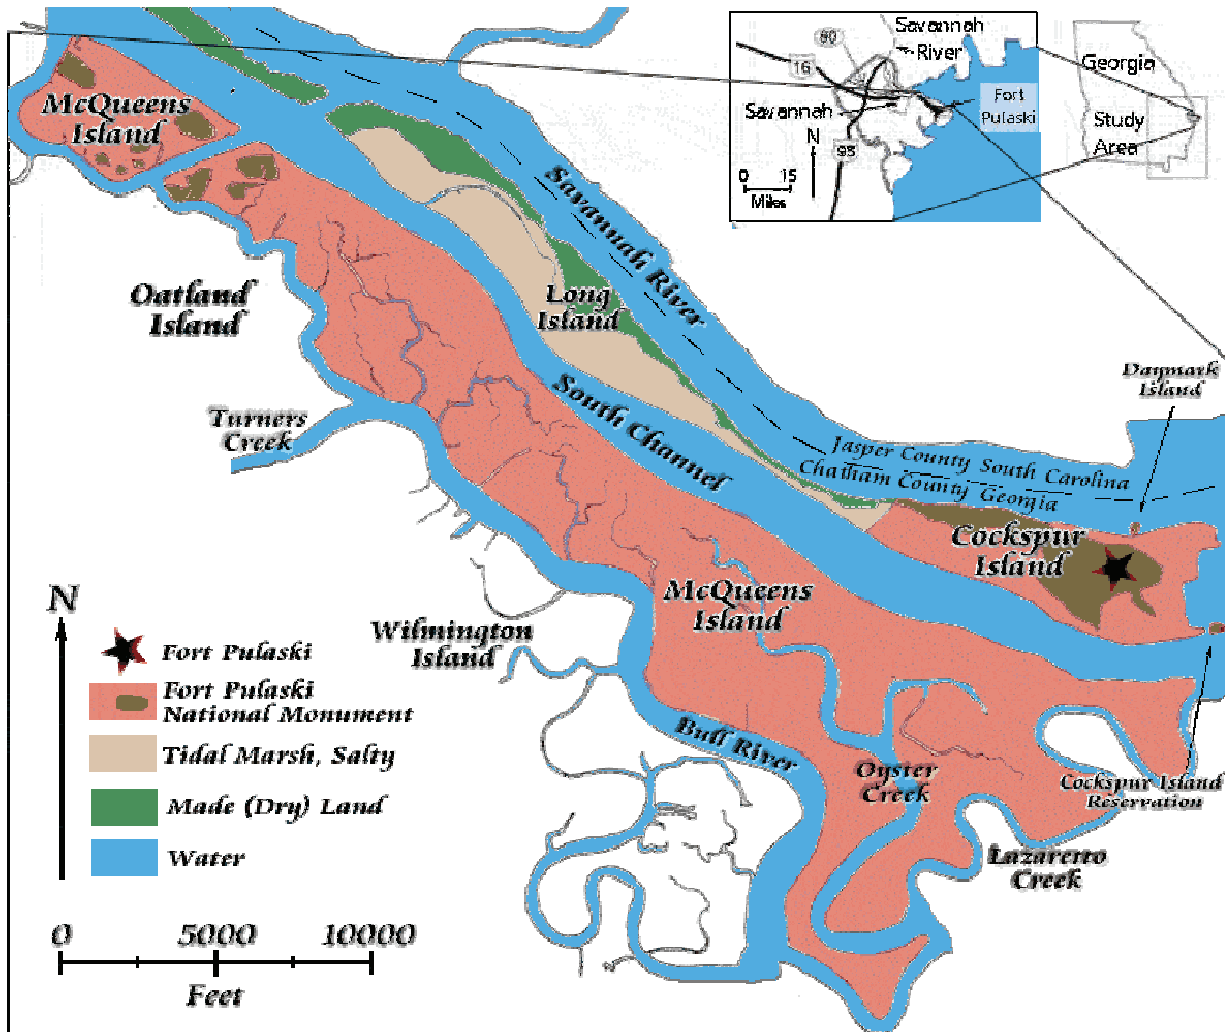 Savannah
River
80
16
Georgia
Fort
Pulaski
Savannah
N
95
Study
Area
0 15
Miles
McQueens
Island
Savannah River
Oatland
Island
Long
Island
Daymark
Island
South Channel
Turners
Creek
Jasper County South Carolina
Chatham County Georgia
Cockspur
Island
McQueens
Island
N
Wilmington
Island
Fort Pulaski
Fort Pulaski
National Monument
Bull River
Tidal Marsh, Salty
Oyster
Creek
Cockspur Island
Reservation
Made (Dry) Land
Water
Lazaretto
Creek
0 5000 10000
Feet